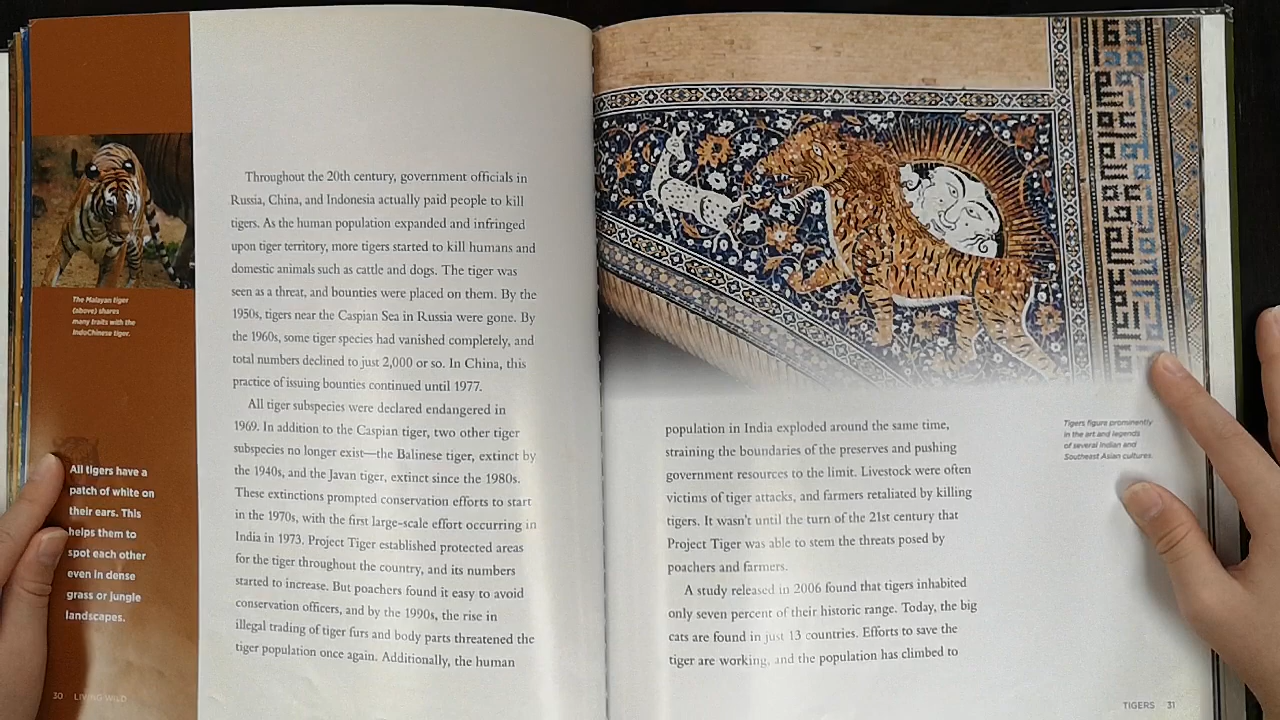 The Malayan tiger
(above) shares
many traits with the
IndoChinese tiger.
All tigers have a
patch of white on
their ears. This
helps them to
spot each other
even in dense
grass or jungle
landscapes.
30 LIVING WILD
Throughout the 20th century, government officials in
Russia, China, and Indonesia actually paid people to kill
tigers. As the human population expanded and infringed
upon tiger territory, more tigers started to kill humans and
domestic animals such as cattle and dogs. The tiger was
seen as a threat, and bounties were placed on them. By the
1950s, tigers near the Caspian Sea in Russia were gone. By
the 1960s, some tiger species had vanished completely, and
total numbers declined to just 2,000 or so. In China, this
practice of issuing bounties continued until 1977.
All tiger subspecies were declared endangered in
1969. In addition to the Caspian tiger, two other tiger
subspecies no longer exist—the Balinese tiger, extinct by
the 1940s, and the Javan tiger, extinct since the 1980s.
These extinctions prompted conservation efforts to start
in the 1970s, with the first large-scale effort occurring in
India in 1973. Project Tiger established protected areas
for the tiger throughout the country, and its numbers
started to increase. But poachers found it easy to avoid
conservation officers, and by the 1990s, the rise in
illegal trading of tiger furs and body parts threatened the
tiger population once again. Additionally, the human
population in India exploded around the same time,
straining the boundaries of the preserves and pushing
government resources to the limit. Livestock were often
victims of tiger attacks, and farmers retaliated by killing
tigers. It wasn't until the turn of the 21st century that
Project Tiger was able to stem the threats posed by
poachers and farmers.
A study released in 2006 found that tigers inhabited
only seven percent of their historic range. Today, the big
cats are found in just 13 countries. Efforts to save the
tiger are working, and the population has climbed to
Tigers figure prominently
in the art and legends
of several Indian and
Southeast Asian cultures.
TIGERS 31